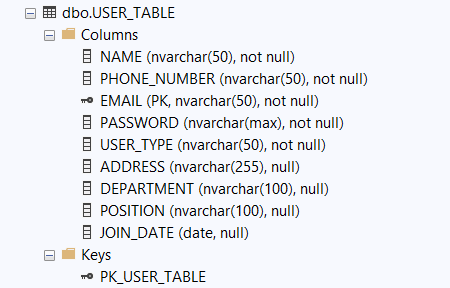 dbo.USER_TABLE
Columns
NAME (nvarchar(50), not null)
PHONE_NUMBER (nvarchar(50), not null)
EMAIL (PK, nvarchar(50), not null)
PASSWORD (nvarchar(max), not null)
USER_TYPE (nvarchar(50), not null)
ADDRESS (nvarchar(255), null)
DEPARTMENT (nvarchar(100), null)
POSITION (nvarchar(100), null)
JOIN_DATE (date, null)
Keys
PK_USER_TABLE